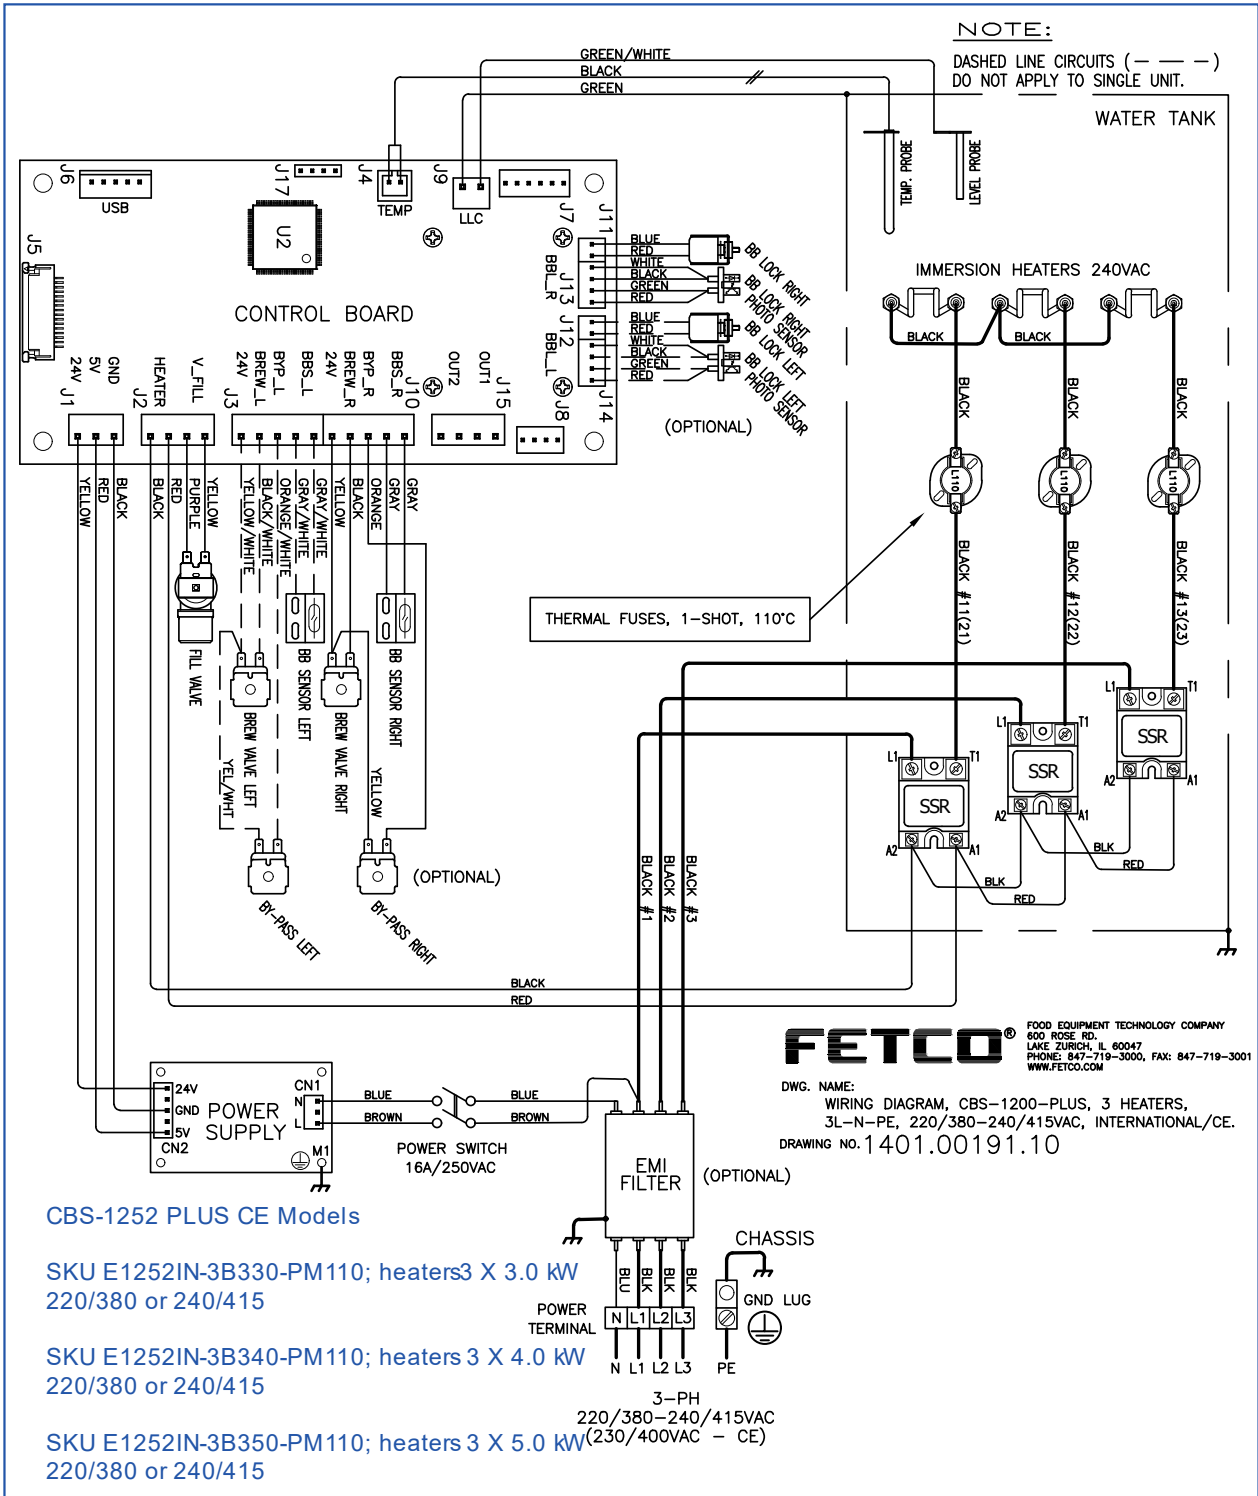 NOTE:
DASHED LINE CIRCUITS (— — —)
DO NOT APPLY TO SINGLE UNIT.
GREEN/WHITE
BLACK
GREEN
WATER TANK
TEMP. PROBE
LEVEL PROBE
J6
USB
J17
J4
TEMP
J9
LLC
J7
J5
U2
CONTROL BOARD
J11
BBL_R
J13
BLUE
RED
WHITE
BLACK
GREEN
RED
BB LOCK RIGHT
BB LOCK RIGHT
PHOTO SENSOR
J12
BBL_L
J14
BLUE
RED
WHITE
BLACK
GREEN
RED
BB LOCK LEFT
BB LOCK LEFT
PHOTO SENSOR
(OPTIONAL)
IMMERSION HEATERS 240VAC
BLACK
BLACK
BLACK
BLACK
BLACK
L110
L110
L110
J1
24V
5V
GND
J2
HEATER
V_FILL
J3
24V
BREW_L
BYP_L
BBS_L
24V
BREW_R
BYP_R
BBS_R
J10
OUT2
OUT1
J15
J8
YELLOW
RED
BLACK
BLACK
RED
PURPLE
YELLOW
YELLOW/WHITE
BLACK/WHITE
ORANGE/WHITE
GRAY/WHITE
GRAY/WHITE
YELLOW
BLACK
ORANGE
GRAY
GRAY
BLACK #11(21)
BLACK #12(22)
BLACK #13(23)
THERMAL FUSES, 1-SHOT, 110°C
FILL VALVE
BREW VALVE LEFT
BB SENSOR LEFT
BREW VALVE RIGHT
BB SENSOR RIGHT
YEL/WHT
YELLOW
BY-PASS LEFT
BY-PASS RIGHT
(OPTIONAL)
L1 T1
SSR
A2 A1
L1 T1
SSR
A2 A1
L1 T1
SSR
A2 A1
BLK
RED
BLK
RED
BLACK #1
BLACK #2
BLACK #3
BLACK
RED
FETCO®
FOOD EQUIPMENT TECHNOLOGY COMPANY
600 ROSE RD.
LAKE ZURICH, IL 60047
PHONE: 847-719-3000, FAX: 847-719-3001
WWW.FETCO.COM
DWG. NAME:
WIRING DIAGRAM, CBS-1200-PLUS, 3 HEATERS,
3L-N-PE, 220/380-240/415VAC, INTERNATIONAL/CE.
DRAWING NO. 1401.00191.10
24V
GND
5V
CN2
POWER
SUPPLY
CN1
N
L
M1
BLUE
BROWN
BLUE
BROWN
POWER SWITCH
16A/250VAC
EMI
FILTER
(OPTIONAL)
BLU
BLK
BLK
BLK
POWER
TERMINAL
N L1 L2 L3
N L1 L2 L3
CHASSIS
GND LUG
PE
3-PH
220/380-240/415VAC
(230/400VAC - CE)
CBS-1252 PLUS CE Models
SKU E1252IN-3B330-PM110; heaters3 X 3.0 kW
220/380 or 240/415
SKU E1252IN-3B340-PM110; heaters 3 X 4.0 kW
220/380 or 240/415
SKU E1252IN-3B350-PM110; heaters 3 X 5.0 kW
220/380 or 240/415